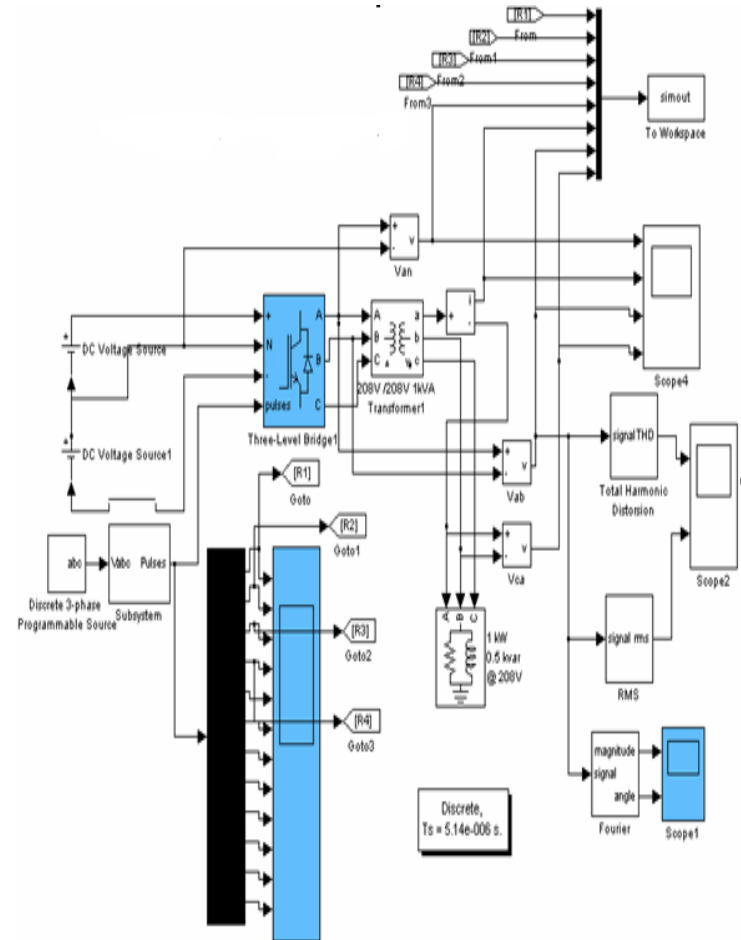 [R1]
From
[R2]
From1
[R3]
From2
[R4]
From3
simout
To Workspace
+
-
v
Van
+
N
-
pulses
A
B
C
Three-Level Bridge1
DC Voltage Source
DC Voltage Source1
A
B
C
a
b
c
208V /208V 1kVA
Transformer1
+
i
-
Scope4
+
-
v
Vab
+
-
v
Vca
signal THD
Total Harmonic
Distorsion
Scope2
signal rms
RMS
magnitude
signal
angle
Fourier
Scope1
[R1]
Goto
[R2]
Goto1
[R3]
Goto2
[R4]
Goto3
abc
Discrete 3-phase
Programmable Source
Vabc
Pulses
Subsystem
A
B
C
1 kW
0.5 kvar
@ 208V
Discrete,
Ts = 5.14e-006 s.